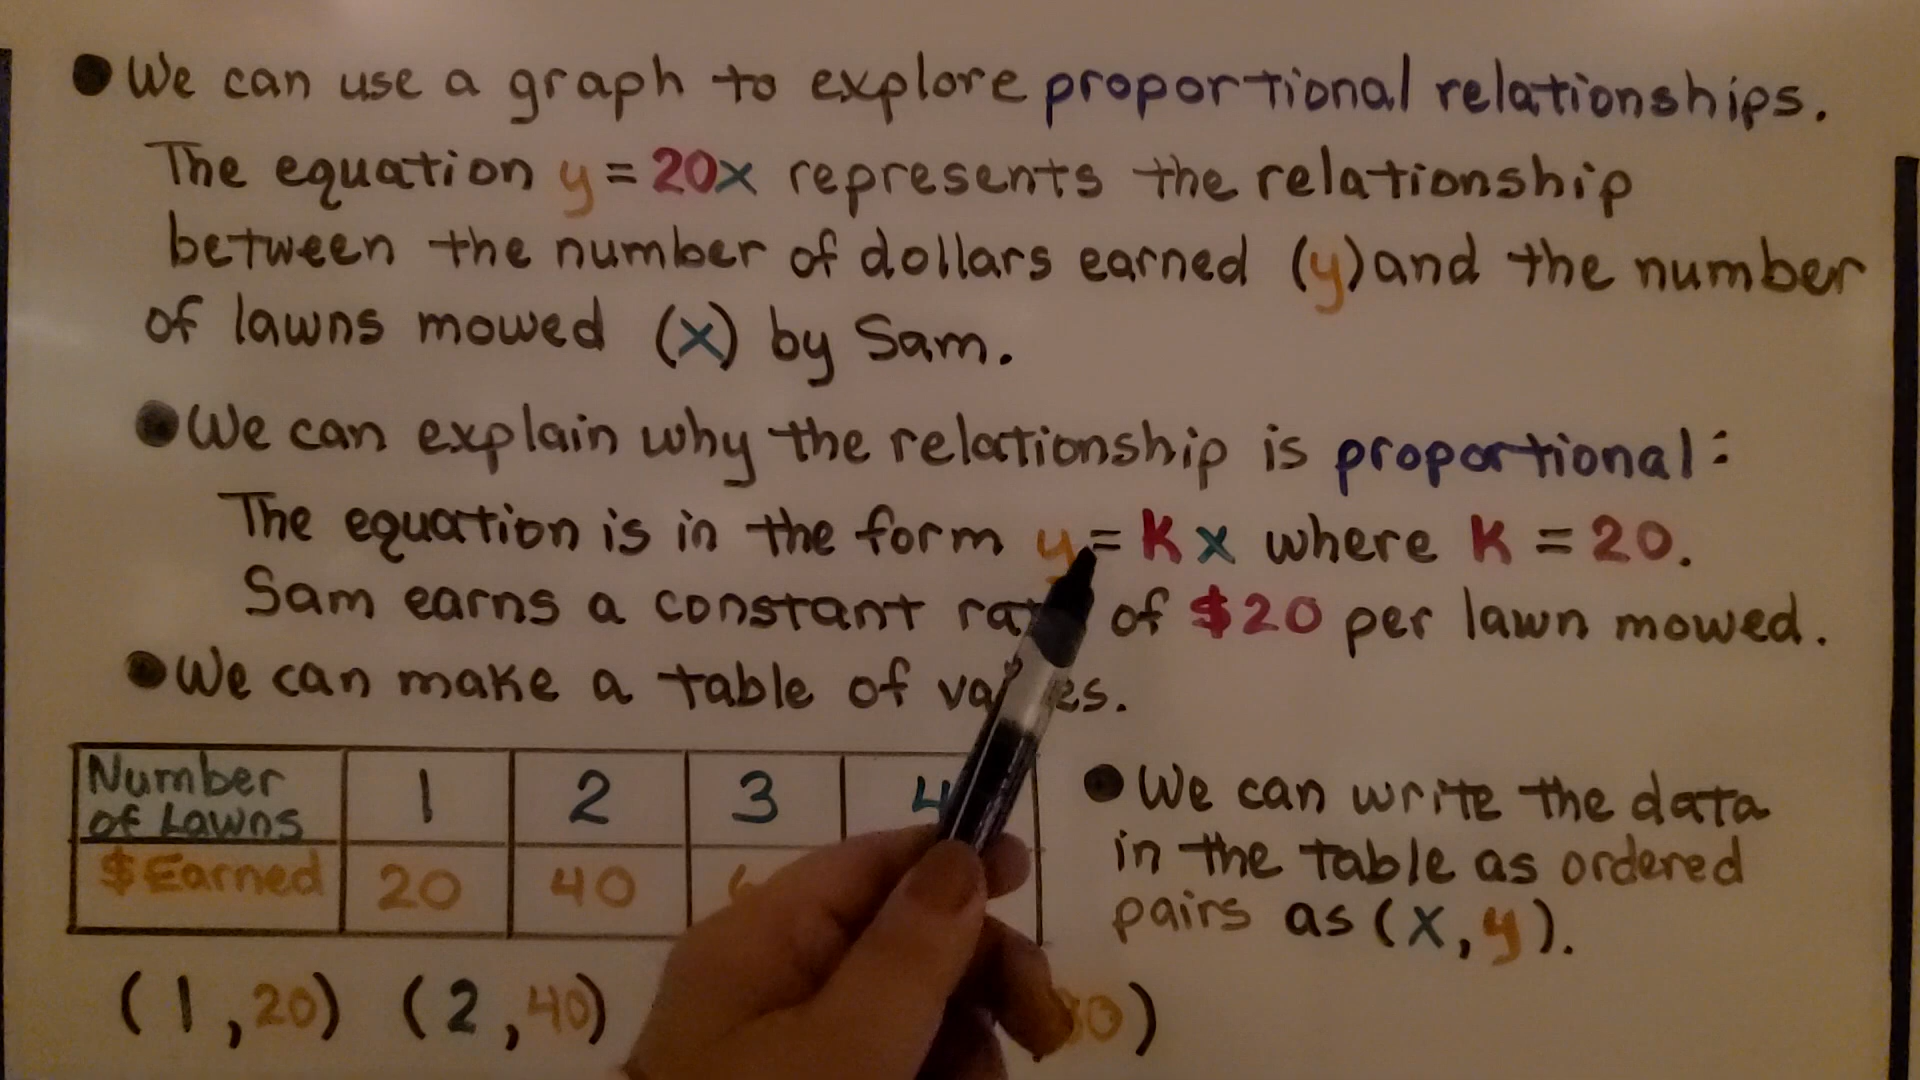 ● We can use a graph to explore proportional relationships.
The equation y = 20x represents the relationship
between the number of dollars earned (y) and the number
of lawns mowed (x) by Sam.
● We can explain why the relationship is proportional:
The equation is in the form y = Kx where K = 20.
Sam earns a constant of $20 per lawn mowed.
● We can make a table of
Number of Lawns 1 2 3 4
$ Earned 20 40
● We can write the data
in the table as ordered
pairs as (x, y).
(1, 20) (2, 40)